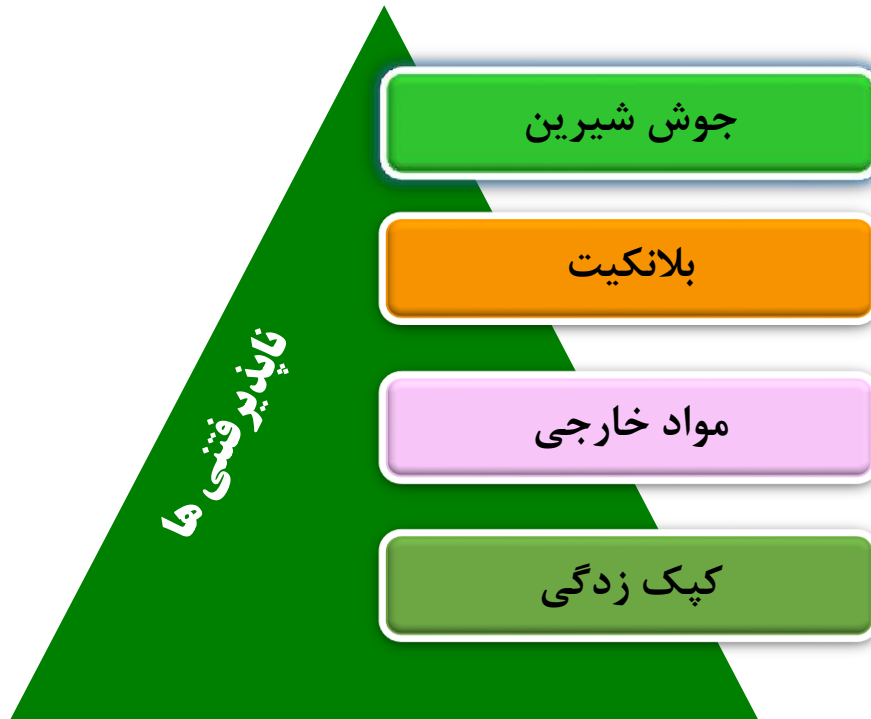 جوش شیرین
بلانکیت
ناپذیرفتنی ها
مواد خارجی
کپک زدگی